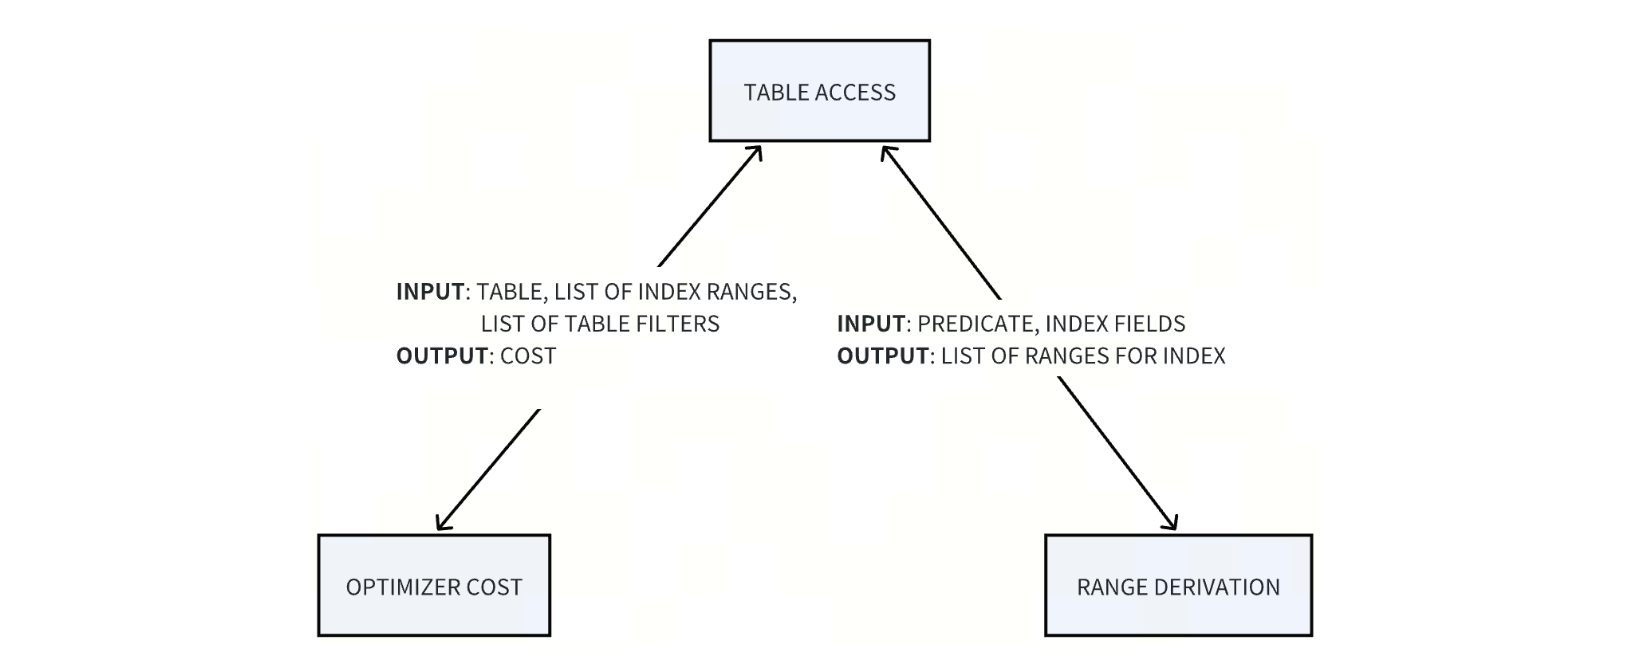 TABLE ACCESS
INPUT: TABLE, LIST OF INDEX RANGES,
LIST OF TABLE FILTERS
OUTPUT: COST
INPUT: PREDICATE, INDEX FIELDS
OUTPUT: LIST OF RANGES FOR INDEX
OPTIMIZER COST
RANGE DERIVATION